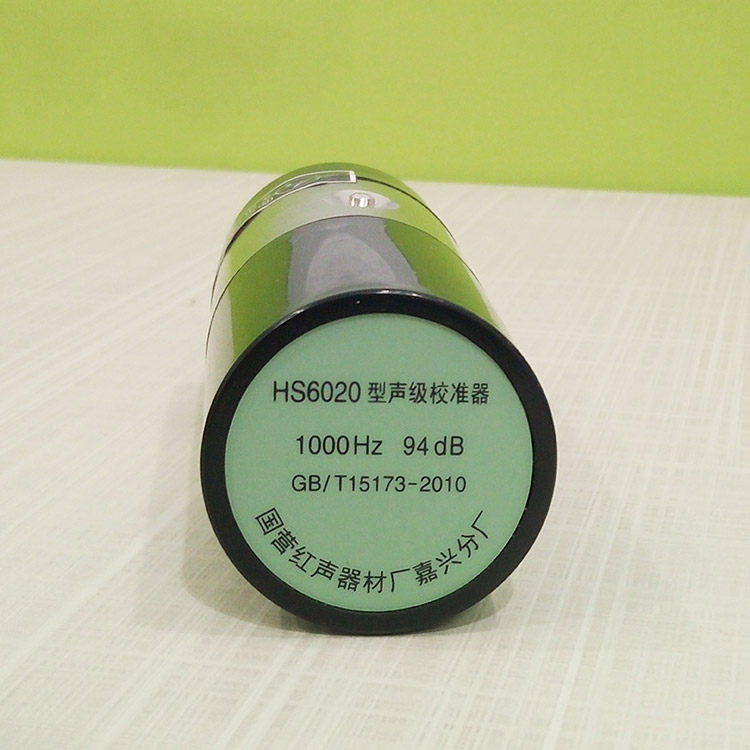 HS6020 型声级校准器
1000Hz 94dB
GB/T15173-2010
国营红声器材厂嘉兴分厂